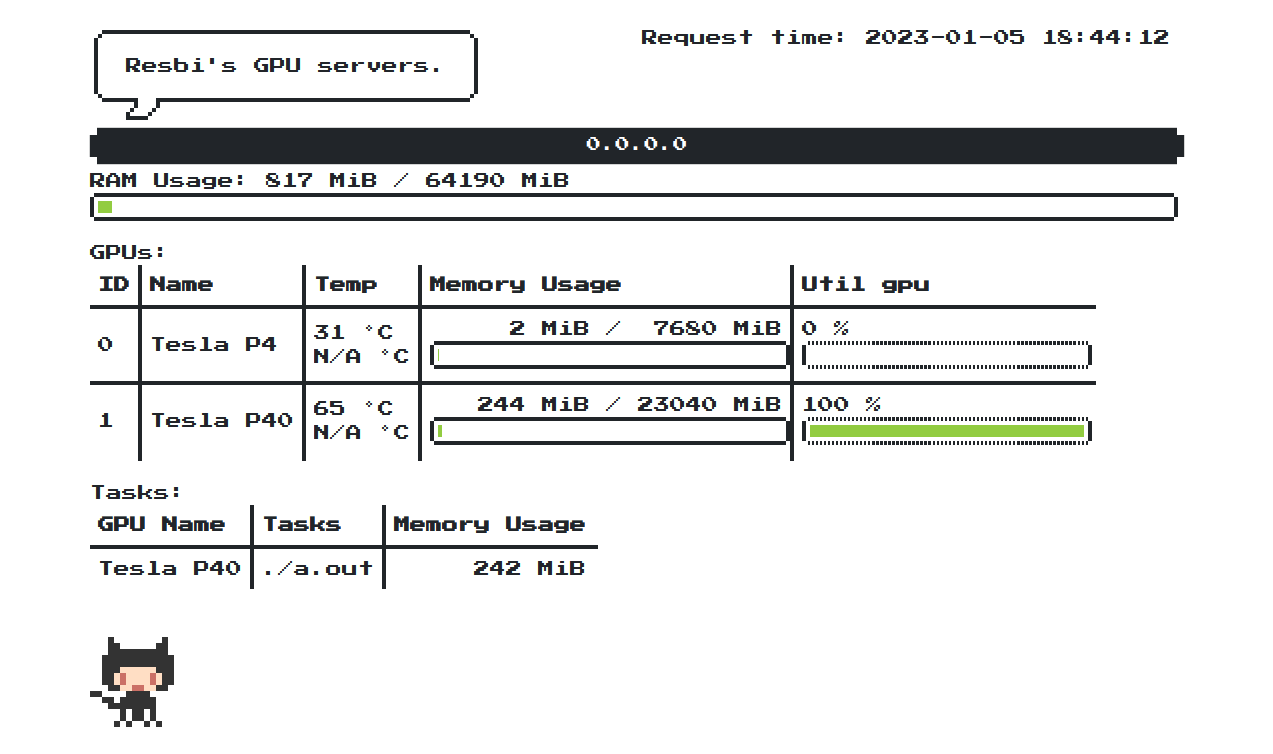 Request time: 2023-01-05 18:44:12
Resbi's GPU servers.
0.0.0.0
RAM Usage: 817 MiB / 64190 MiB
GPUs:
ID Name Temp Memory Usage Util gpu
0 Tesla P4 31 °C N/A °C 2 MiB / 7680 MiB 0 %
1 Tesla P40 65 °C N/A °C 244 MiB / 23040 MiB 100 %
Tasks:
GPU Name Tasks Memory Usage
Tesla P40 ./a.out 242 MiB